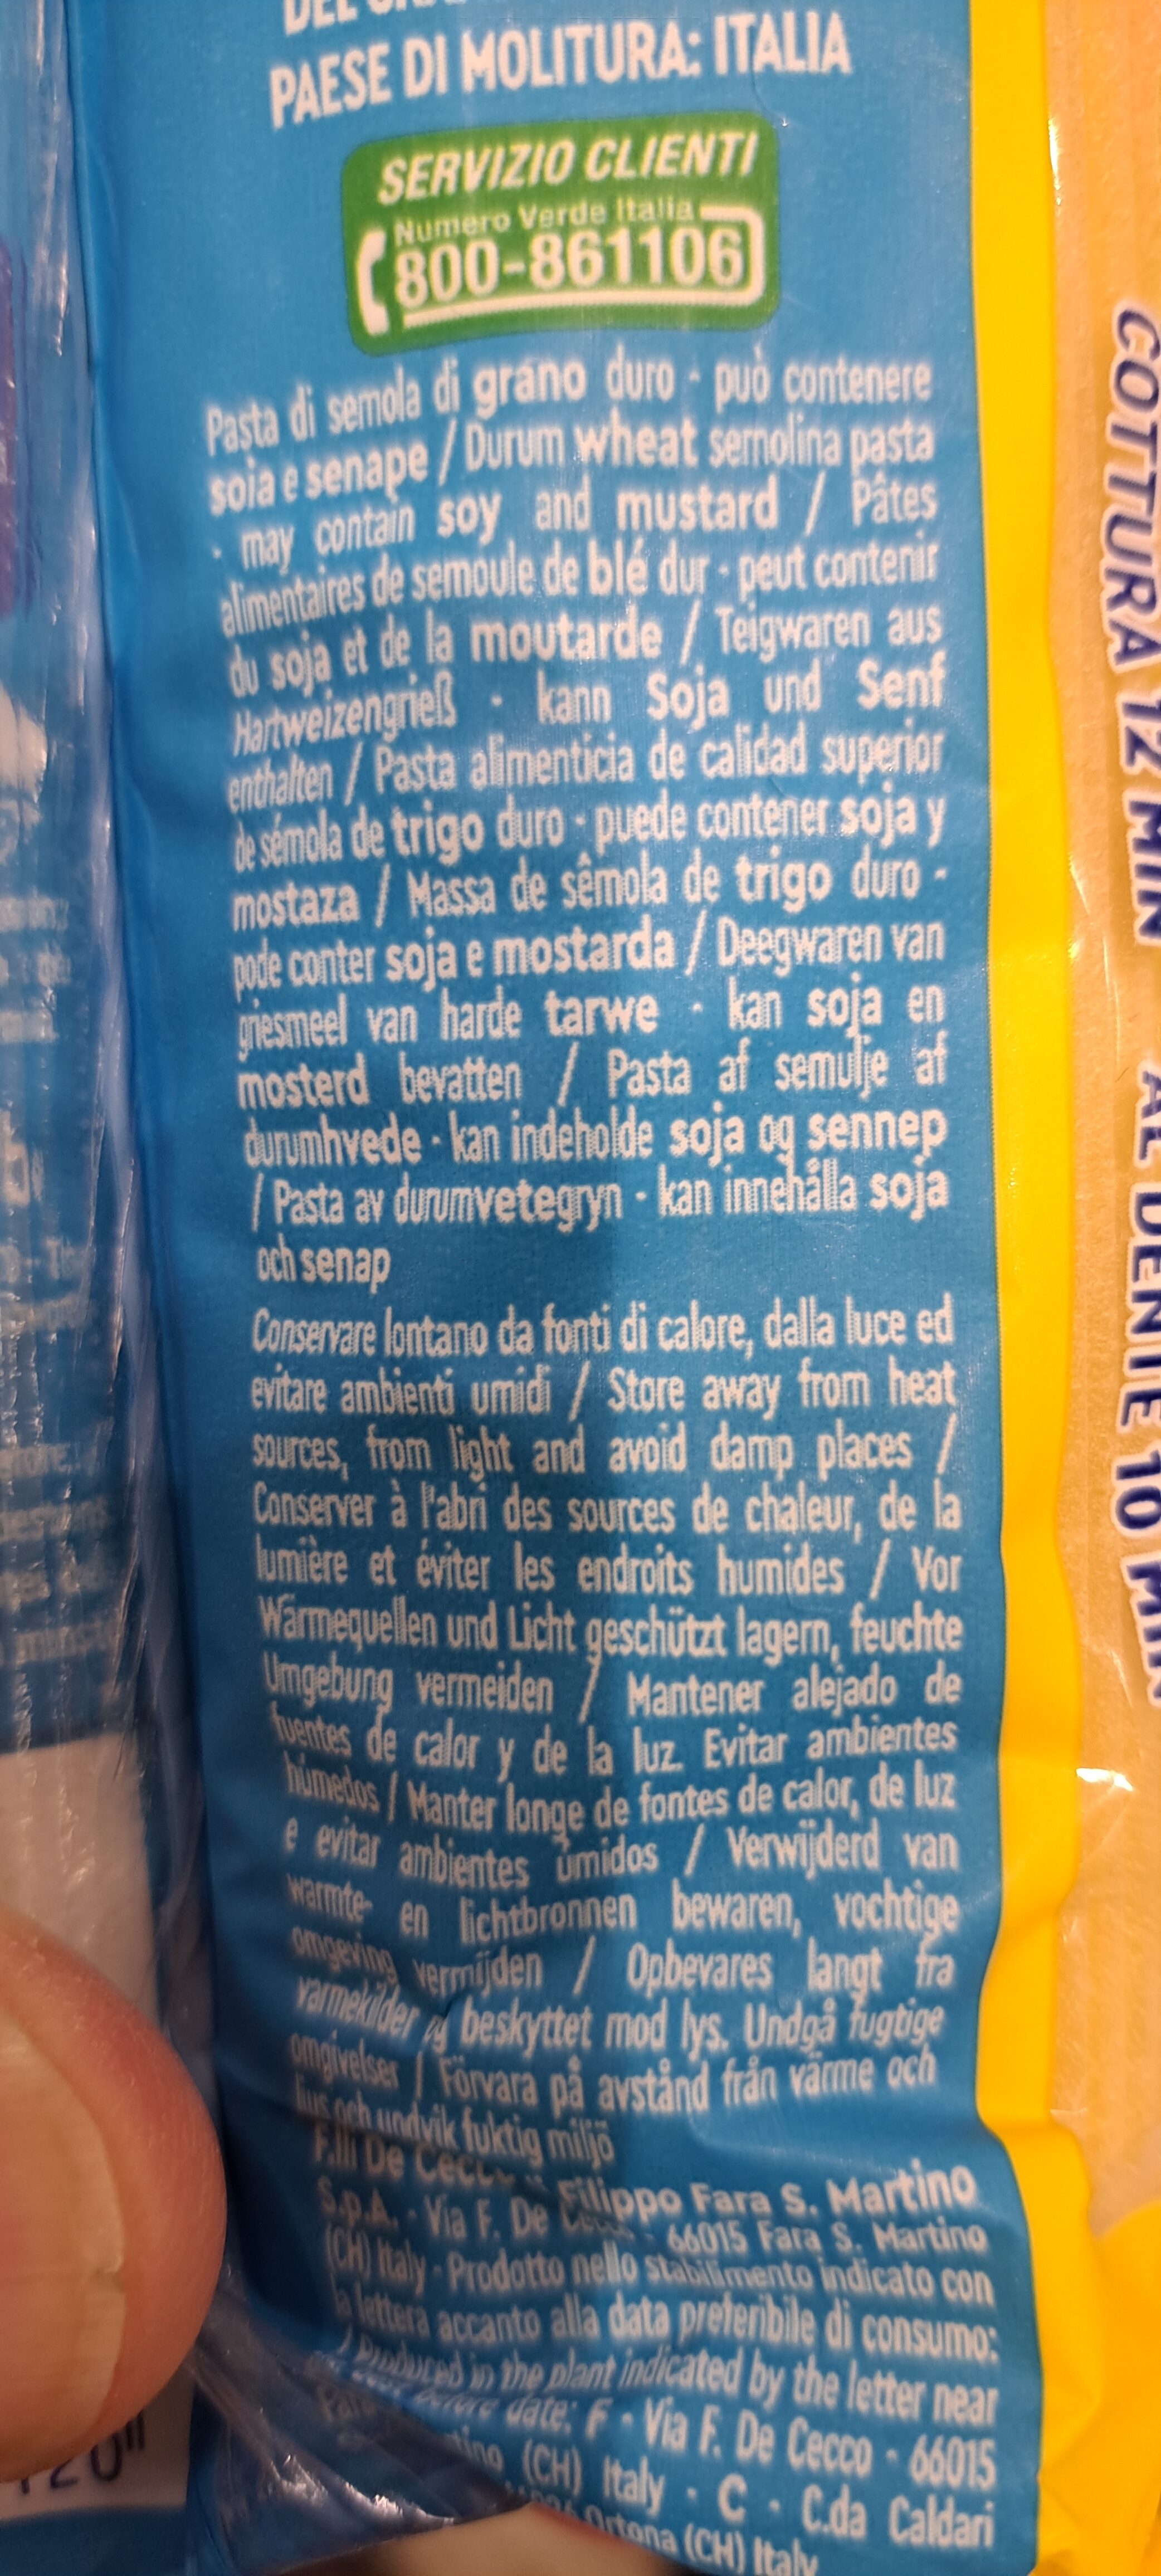 PAESE DI MOLITURA: ITALIA
SERVIZIO CLIENTI
Numero Verde Italia
800-861106
Pasta di semola di grano duro - può contenere
soia e senape / Durum wheat semolina pasta
- may contain soy and mustard / Pâtes
alimentaires de semoule de blé dur - peut contenir
du soja et de la moutarde / Teigwaren aus
Hartweizengrieß - kann Soja und Senf
enthalten / Pasta alimenticia de calidad superior
de sémola de trigo duro - puede contener soja y
mostaza / Massa de sêmola de trigo duro -
pode conter soja e mostarda / Deegwaren van
griesmeel van harde tarwe - kan soja en
mosterd bevatten / Pasta af semulje af
durumhvede - kan indeholde soja og sennep
/ Pasta av durumvetegryn - kan innehålla soja
och senap
Conservare lontano da fonti di calore, dalla luce ed
evitare ambienti umidi / Store away from heat
sources, from light and avoid damp places /
Conserver à l'abri des sources de chaleur, de la
lumière et éviter les endroits humides / Vor
Wärmequellen und Licht geschützt lagern, feuchte
Umgebung vermeiden / Mantener alejado de
fuentes de calor y de la luz. Evitar ambientes
húmedos / Manter longe de fontes de calor, de luz
e evitar ambientes úmidos / Verwijderd van
warmte- en lichtbronnen bewaren, vochtige
omgeving vermijden / Opbevares langt fra
varmekilder og beskyttet mod lys. Undgå fugtige
omgivelser / Förvara på avstånd från värme och
ljus och undvik fuktig miljö
F.lli De Cecco Filippo Fara S. Martino
S.p.A. - Via F. De Cecco - 66015 Fara S. Martino
(CH) Italy - Prodotto nello stabilimento indicato con
la lettera accanto alla data preferibile di consumo:
/ Produced in the plant indicated by the letter near
before date: F - Via F. De Cecco - 66015
(CH) Italy - C - C.da Caldari
Ortona (CH) Italy
COTTURA 12 MIN AL DENTE 10 MIN